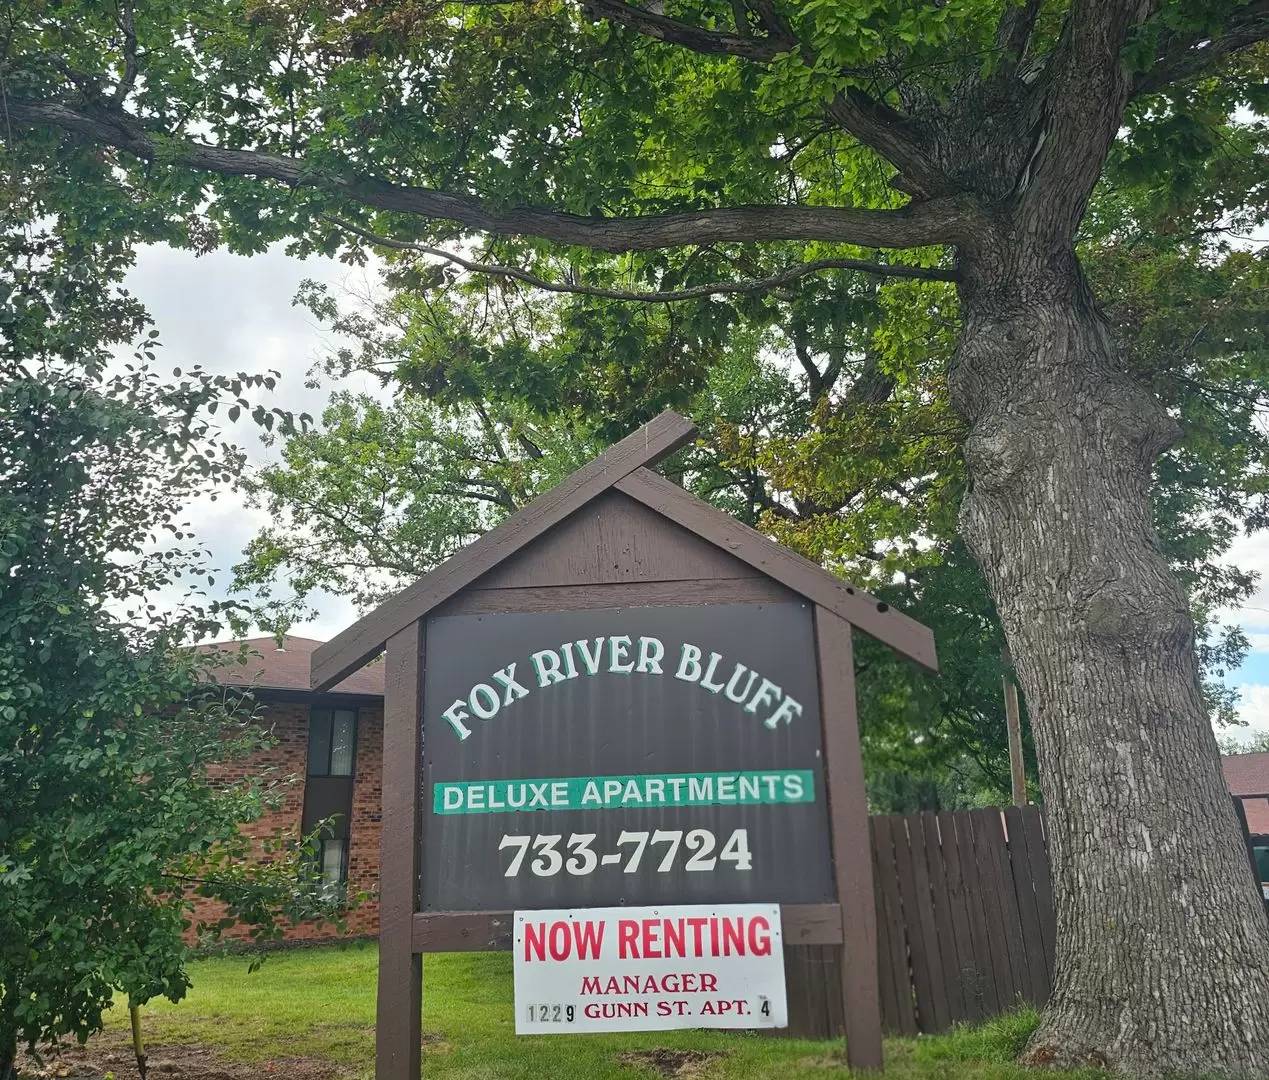 FOX RIVER BLUFF
DELUXE APARTMENTS
733-7724
NOW RENTING
MANAGER
1229 GUNN ST. APT. 4